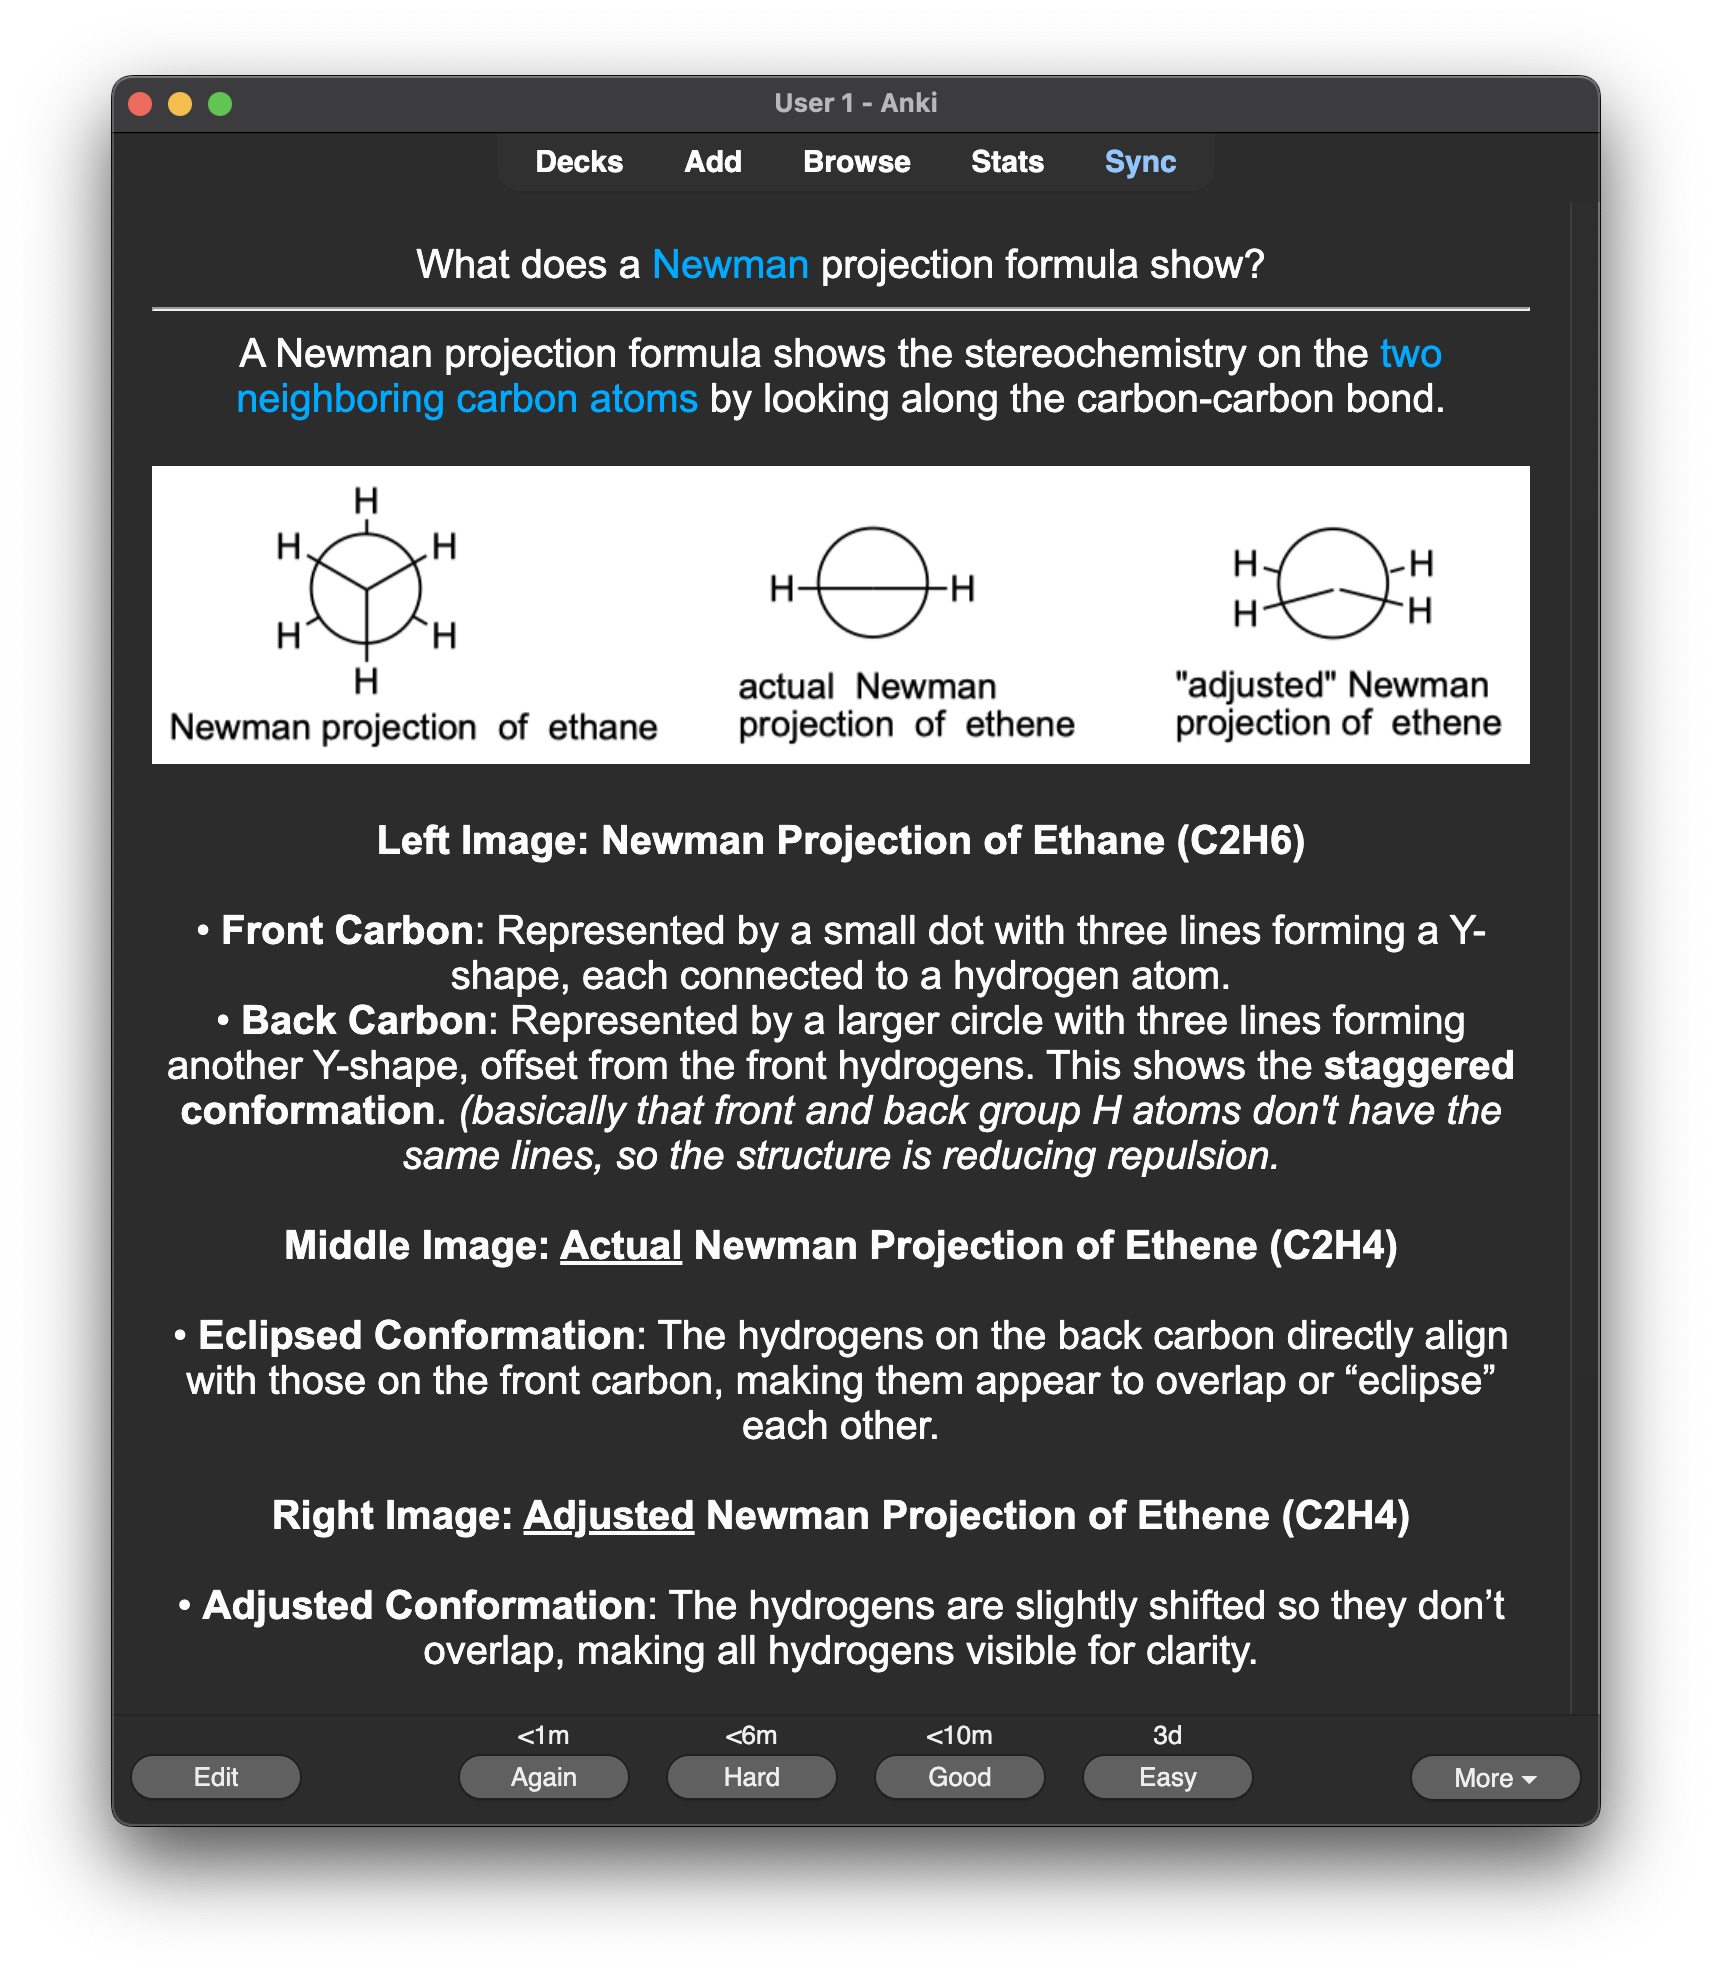 User 1 - Anki
Decks Add Browse Stats Sync
What does a Newman projection formula show?
A Newman projection formula shows the stereochemistry on the two
neighboring carbon atoms by looking along the carbon-carbon bond.
H
H H
H H
H
Newman projection of ethane
H H
actual Newman
projection of ethene
H H
H H
"adjusted" Newman
projection of ethene
Left Image: Newman Projection of Ethane (C2H6)
• Front Carbon: Represented by a small dot with three lines forming a Y-
shape, each connected to a hydrogen atom.
• Back Carbon: Represented by a larger circle with three lines forming
another Y-shape, offset from the front hydrogens. This shows the staggered
conformation. (basically that front and back group H atoms don't have the
same lines, so the structure is reducing repulsion.
Middle Image: Actual Newman Projection of Ethene (C2H4)
• Eclipsed Conformation: The hydrogens on the back carbon directly align
with those on the front carbon, making them appear to overlap or “eclipse”
each other.
Right Image: Adjusted Newman Projection of Ethene (C2H4)
• Adjusted Conformation: The hydrogens are slightly shifted so they don’t
overlap, making all hydrogens visible for clarity.
<1m <6m <10m 3d
Edit Again Hard Good Easy More